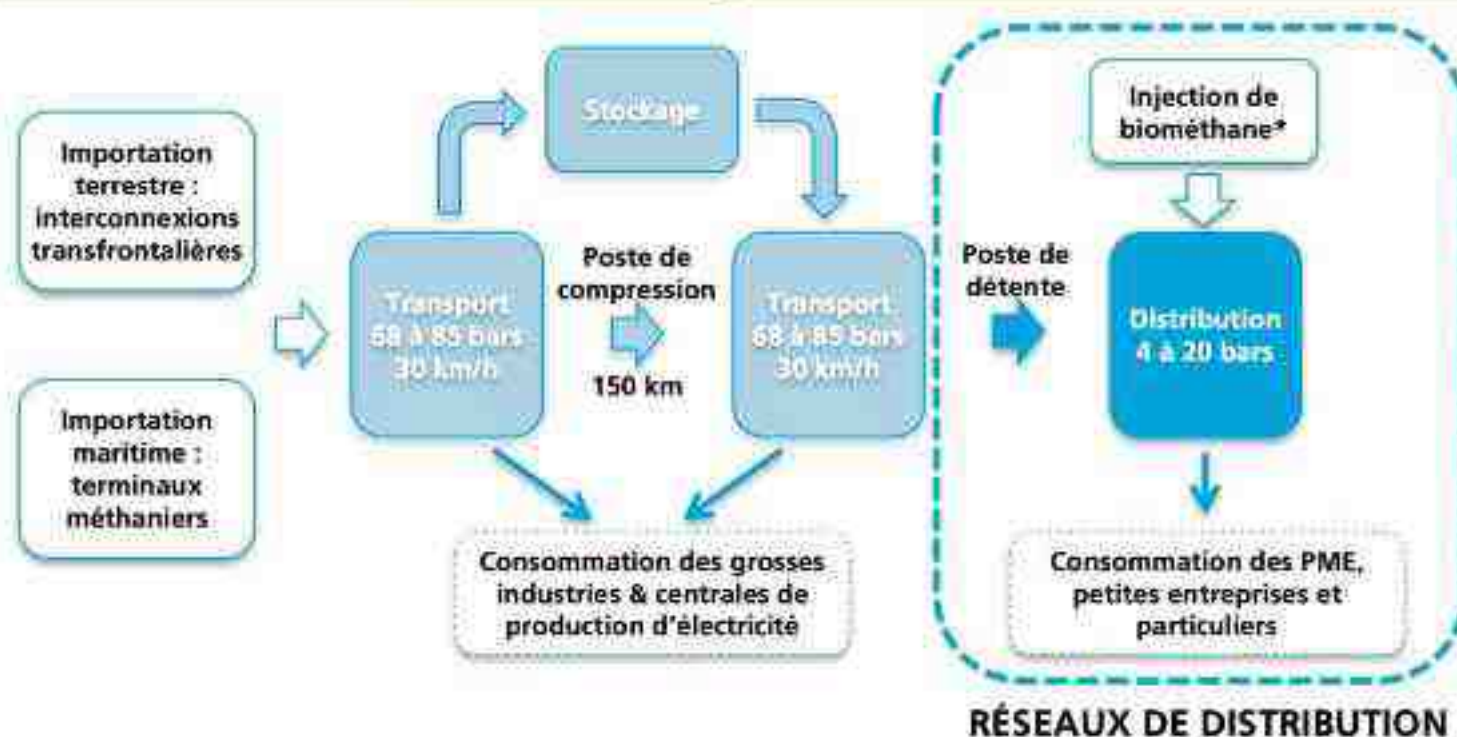 Importation
terrestre :
interconnexions
transfrontalières
Importation
maritime :
terminaux
méthaniers
Stockage
Transport
68 à 85 bars
30 km/h
Poste de
compression
150 km
Transport
68 à 85 bars
30 km/h
Consommation des grosses
industries & centrales de
production d'électricité
Poste de
détente
Injection de
biométhane*
Distribution
4 à 20 bars
Consommation des PME,
petites entreprises et
particuliers
RÉSEAUX DE DISTRIBUTION